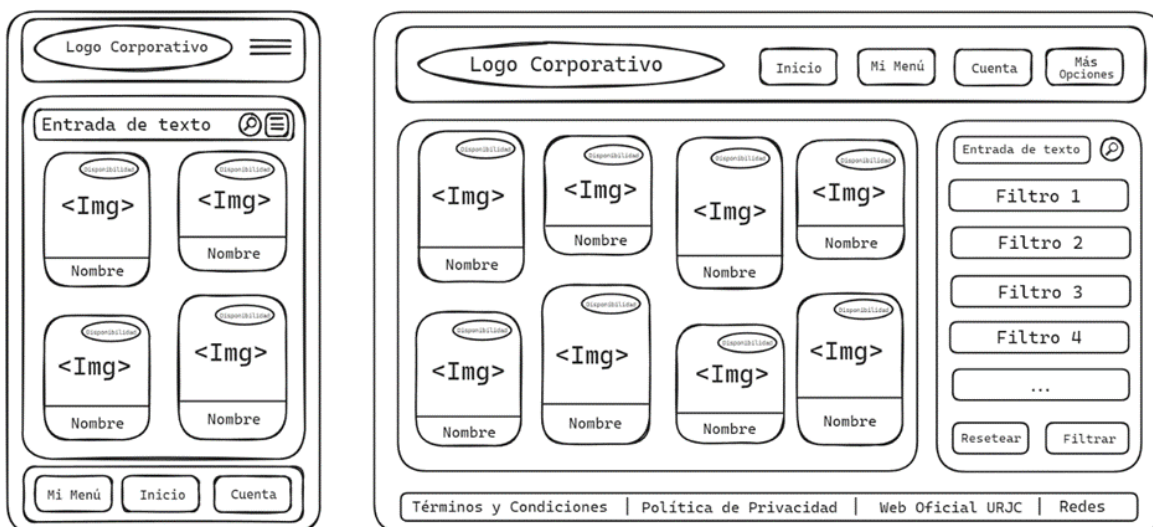 Logo Corporativo
Entrada de texto
Disponibilidad
Disponibilidad
<Img>
<Img>
Nombre
Nombre
Disponibilidad
Disponibilidad
<Img>
<Img>
Nombre
Nombre
Mi Menú
Inicio
Cuenta
Logo Corporativo
Inicio
Mi Menú
Cuenta
Más
Opciones
Disponibilidad
Disponibilidad
Disponibilidad
Disponibilidad
<Img>
<Img>
<Img>
<Img>
Nombre
Nombre
Nombre
Nombre
Disponibilidad
Disponibilidad
Disponibilidad
Disponibilidad
<Img>
<Img>
<Img>
<Img>
Nombre
Nombre
Nombre
Nombre
Entrada de texto
Filtro 1
Filtro 2
Filtro 3
Filtro 4
...
Resetear
Filtrar
Términos y Condiciones | Política de Privacidad | Web Oficial URJC | Redes